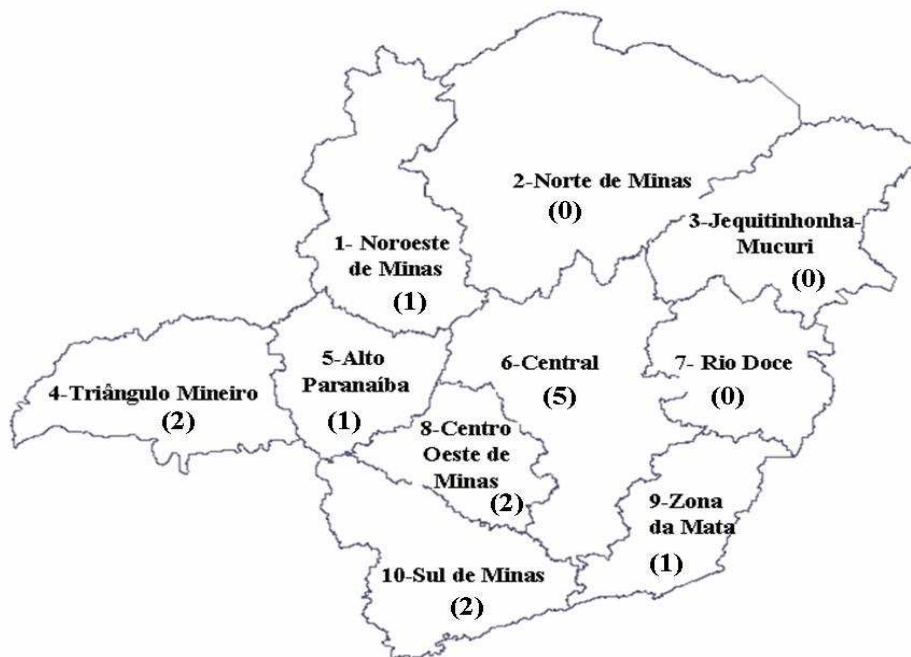 2-Norte de Minas
(0)
3-Jequitinhonha-
Mucuri
(0)
1- Noroeste
de Minas
(1)
5-Alto
Paranaíba
(1)
6-Central
(5)
7- Rio Doce
(0)
4-Triângulo Mineiro
(2)
8-Centro
Oeste de
Minas
(2)
9-Zona
da Mata
(1)
10-Sul de Minas
(2)